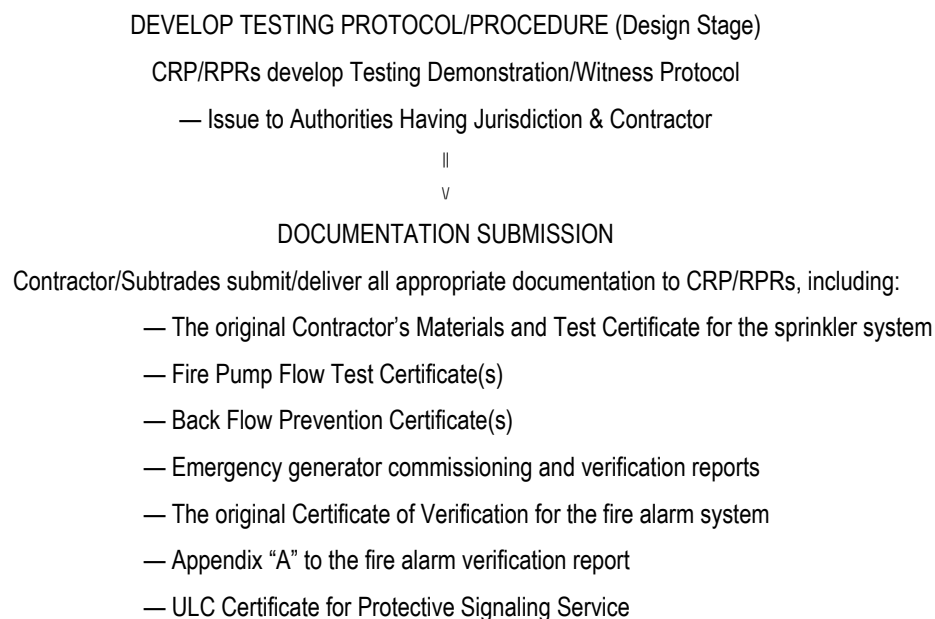 DEVELOP TESTING PROTOCOL/PROCEDURE (Design Stage)
CRP/RPRs develop Testing Demonstration/Witness Protocol
— Issue to Authorities Having Jurisdiction & Contractor
||
\/
DOCUMENTATION SUBMISSION
Contractor/Subtrades submit/deliver all appropriate documentation to CRP/RPRs, including:
— The original Contractor’s Materials and Test Certificate for the sprinkler system
— Fire Pump Flow Test Certificate(s)
— Back Flow Prevention Certificate(s)
— Emergency generator commissioning and verification reports
— The original Certificate of Verification for the fire alarm system
— Appendix “A” to the fire alarm verification report
— ULC Certificate for Protective Signaling Service